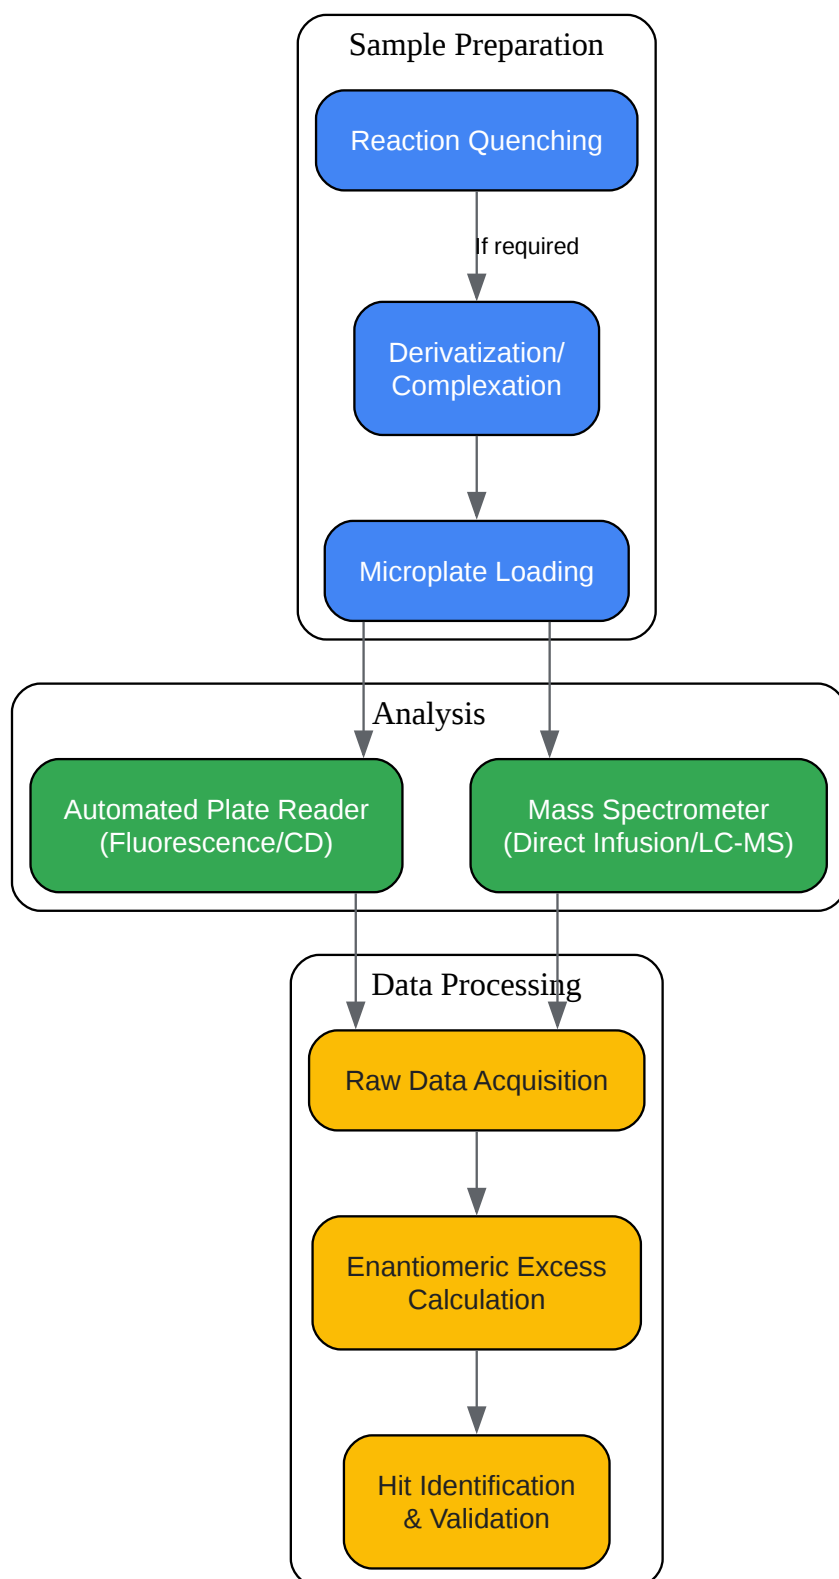 Sample Preparation
Reaction Quenching
If required
Derivatization/
Complexation
Microplate Loading
Analysis
Automated Plate Reader
(Fluorescence/CD)
Mass Spectrometer
(Direct Infusion/LC-MS)
Data Processing
Raw Data Acquisition
Enantiomeric Excess
Calculation
Hit Identification
& Validation